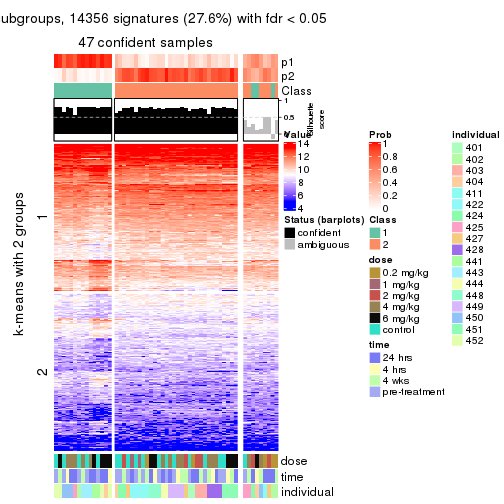 ubgroups, 14356 signatures (27.6%) with fdr < 0.05
47 confident samples
p1
p2
Class
1
0.5
0
Silhouette
score
k-means with 2 groups
1
2
dose
time
individual
Value
14
12
10
8
6
4
Status (barplots)
confident
ambiguous
Prob
1
0.8
0.6
0.4
0.2
0
Class
1
2
dose
0.2 mg/kg
1 mg/kg
2 mg/kg
4 mg/kg
6 mg/kg
control
time
24 hrs
4 hrs
4 wks
pre-treatment
individual
401
402
403
404
411
422
424
425
427
428
441
443
444
448
449
450
451
452